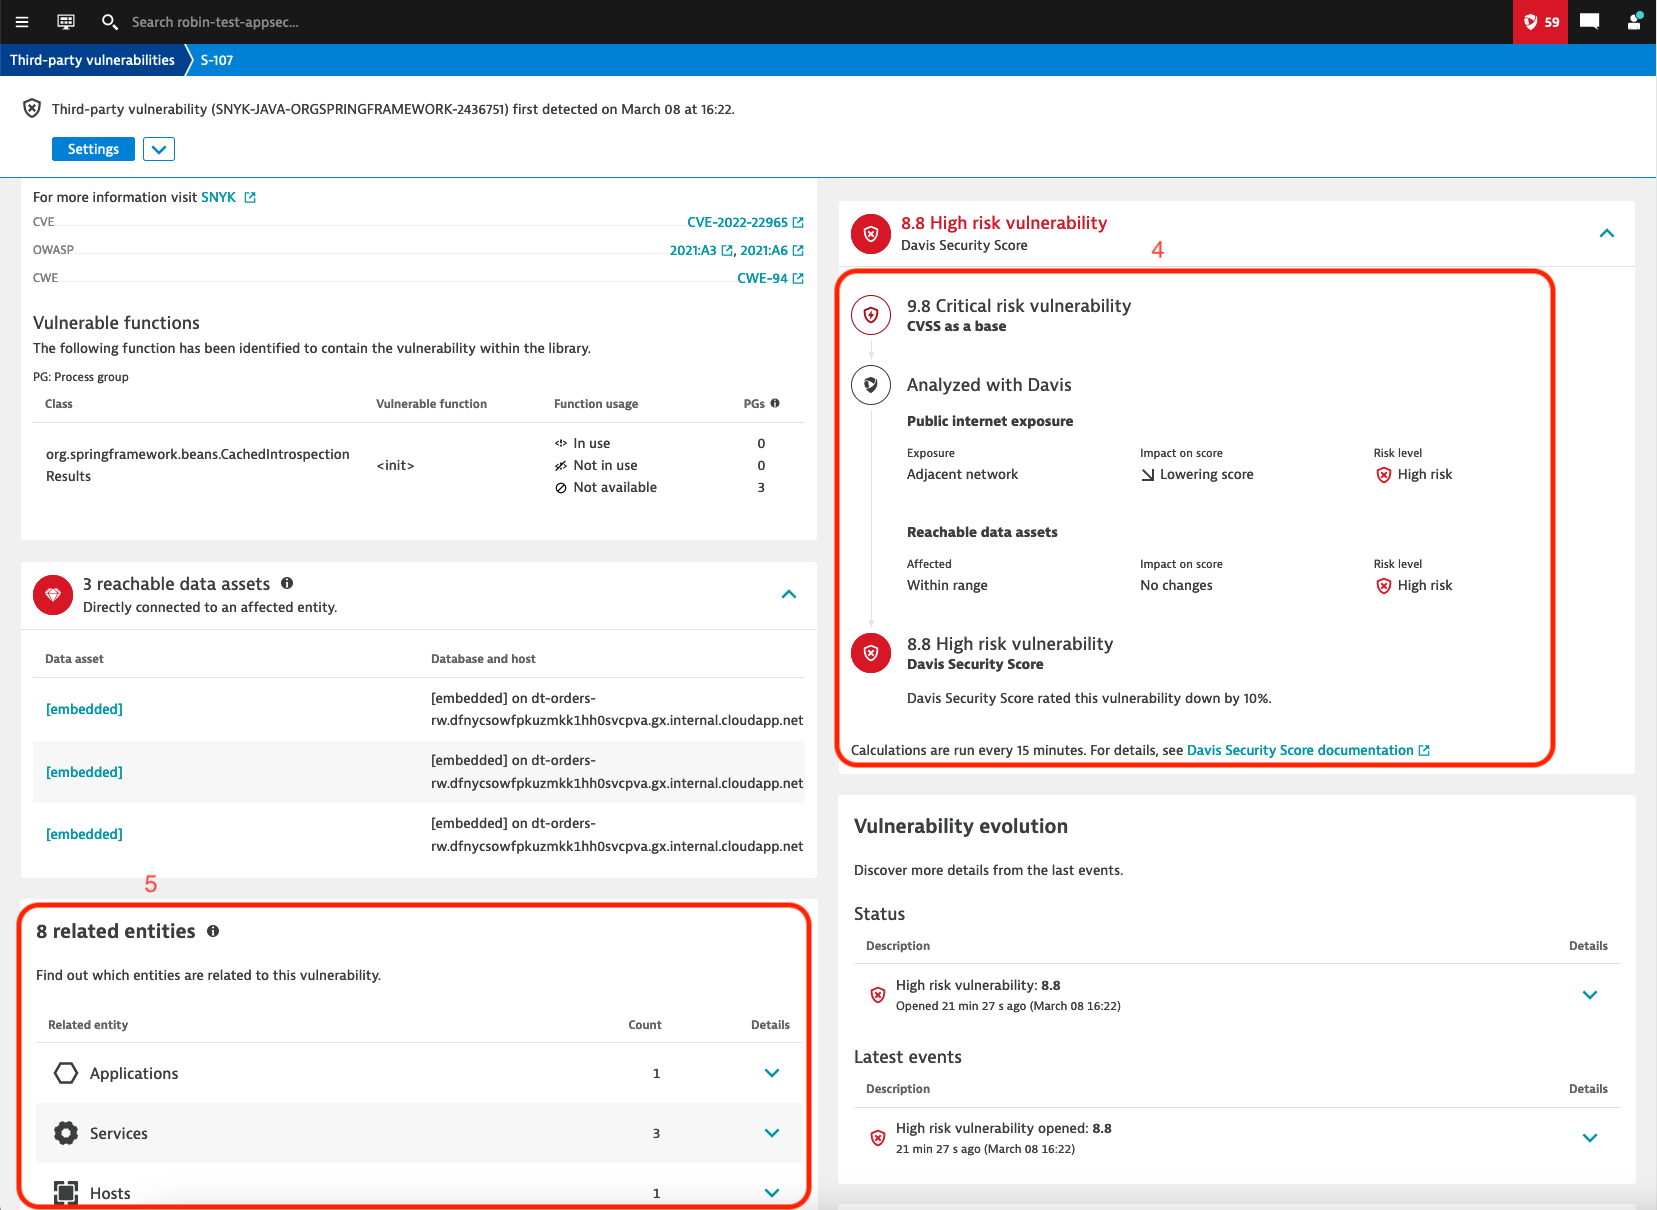 Search robin-test-appsec...
59
Third-party vulnerabilities
S-107
Third-party vulnerability (SNYK-JAVA-ORGSPRINGFRAMEWORK-2436751) first detected on March 08 at 16:22.
Settings
For more information visit SNYK
CVE CVE-2022-22965
OWASP 2021:A3, 2021:A6
CWE CWE-94
Vulnerable functions
The following function has been identified to contain the vulnerability within the library.
PG: Process group
Class Vulnerable function Function usage PGs
org.springframework.beans.CachedIntrospection
Results
<init>
In use 0
Not in use 0
Not available 3
3 reachable data assets
Directly connected to an affected entity.
Data asset Database and host
[embedded]
[embedded] on dt-orders-
rw.dfnycsowfpkuzmkk1hh0svcpva.gx.internal.cloudapp.net
[embedded]
[embedded] on dt-orders-
rw.dfnycsowfpkuzmkk1hh0svcpva.gx.internal.cloudapp.net
[embedded]
[embedded] on dt-orders-
rw.dfnycsowfpkuzmkk1hh0svcpva.gx.internal.cloudapp.net
5
8 related entities
Find out which entities are related to this vulnerability.
Related entity Count Details
Applications 1
Services 3
Hosts 1
8.8 High risk vulnerability
Davis Security Score
4
9.8 Critical risk vulnerability
CVSS as a base
Analyzed with Davis
Public internet exposure
Exposure Impact on score Risk level
Adjacent network Lowering score High risk
Reachable data assets
Affected Impact on score Risk level
Within range No changes High risk
8.8 High risk vulnerability
Davis Security Score
Davis Security Score rated this vulnerability down by 10%.
Calculations are run every 15 minutes. For details, see Davis Security Score documentation
Vulnerability evolution
Discover more details from the last events.
Status
Description Details
High risk vulnerability: 8.8
Opened 21 min 27 s ago (March 08 16:22)
Latest events
Description Details
High risk vulnerability opened: 8.8
21 min 27 s ago (March 08 16:22)